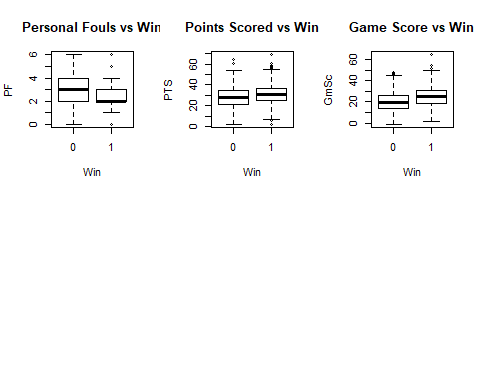 Personal Fouls vs Win
PF
0 2 4 6
0 1
Win
Points Scored vs Win
PTS
0 20 40 60
0 1
Win
Game Score vs Win
GmSc
0 20 40 60
0 1
Win